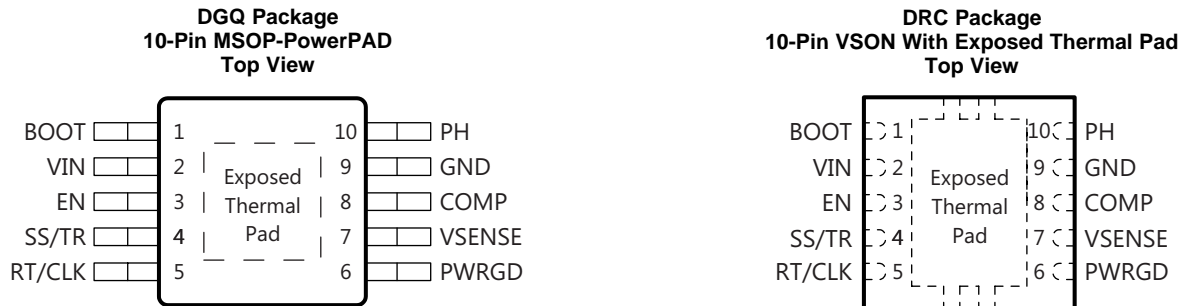 DGQ Package
10-Pin MSOP-PowerPAD
Top View
BOOT 1 10 PH
VIN 2 9 GND
EN 3 8 COMP
SS/TR 4 7 VSENSE
RT/CLK 5 6 PWRGD
Exposed
Thermal
Pad
DRC Package
10-Pin VSON With Exposed Thermal Pad
Top View
BOOT 1 10 PH
VIN 2 9 GND
EN 3 8 COMP
SS/TR 4 7 VSENSE
RT/CLK 5 6 PWRGD
Exposed
Thermal
Pad